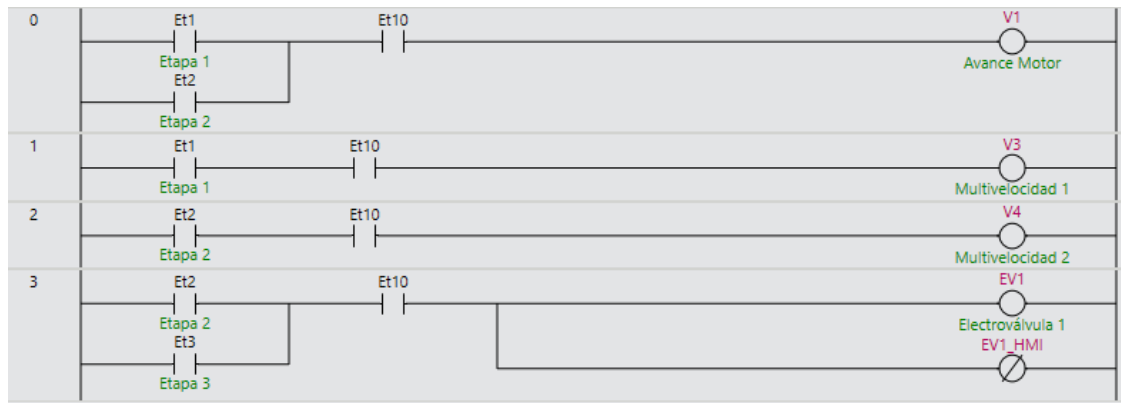 0 Et1 Et10 V1
Etapa 1 Avance Motor
Et2
Etapa 2
1 Et1 Et10 V3
Etapa 1 Multivelocidad 1
2 Et2 Et10 V4
Etapa 2 Multivelocidad 2
3 Et2 Et10 EV1
Etapa 2 Electroválvula 1
Et3 EV1_HMI
Etapa 3